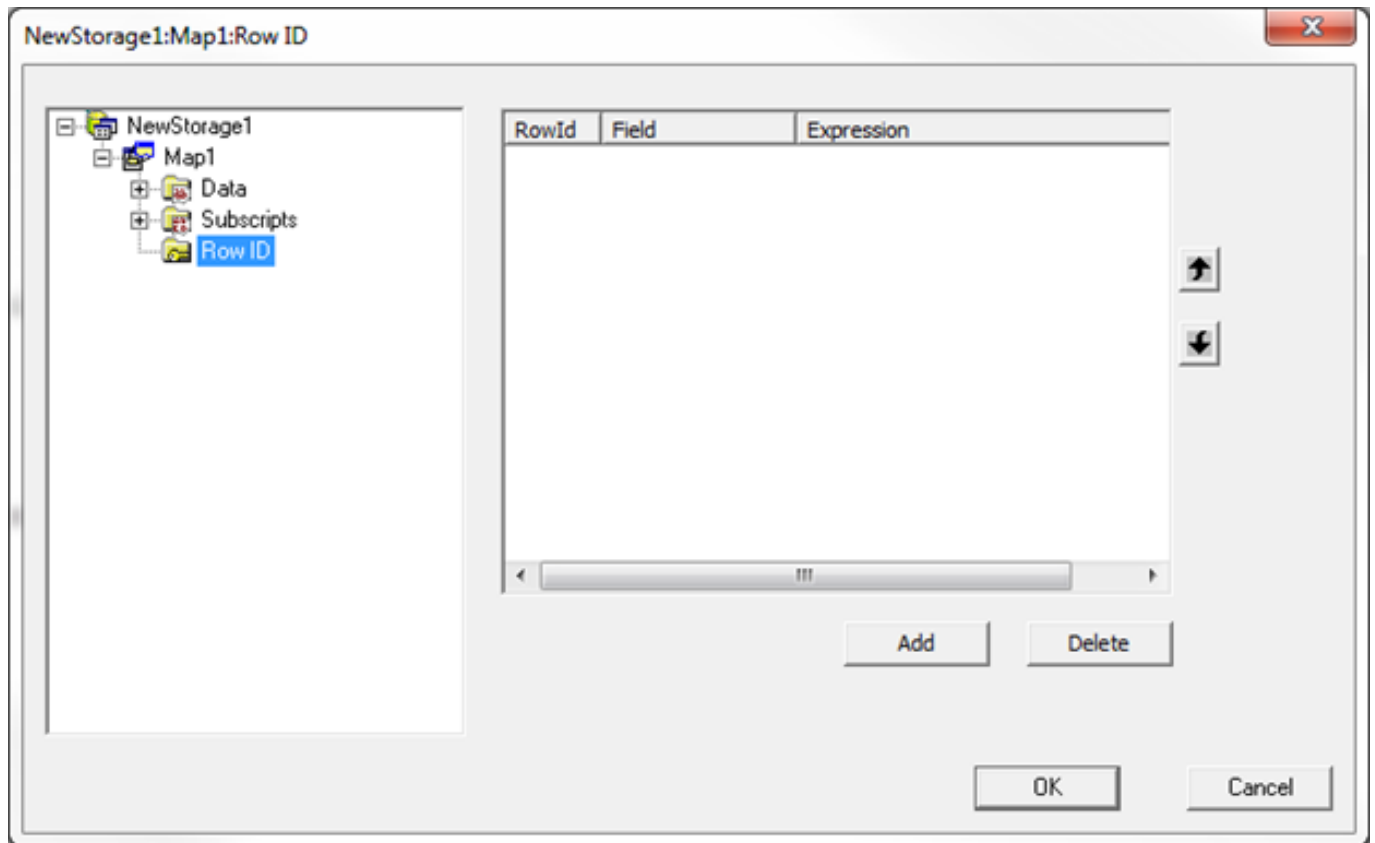 NewStorage1:Map1:Row ID
NewStorage1
Map1
Data
Subscripts
Row ID
RowId Field Expression
Add Delete
OK Cancel